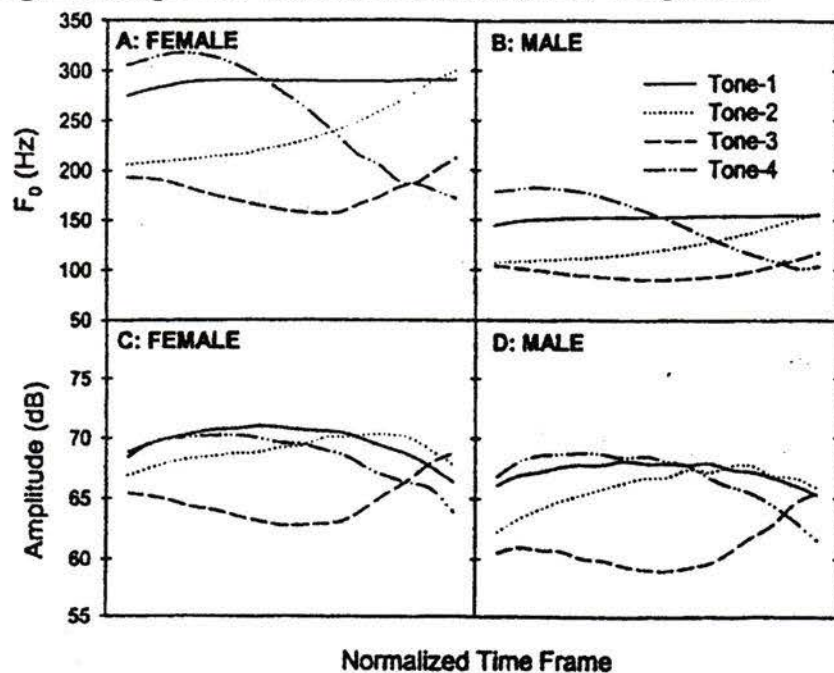 A: FEMALE
B: MALE
Tone-1
Tone-2
Tone-3
Tone-4
F0 (Hz)
350
300
250
200
150
100
50
C: FEMALE
D: MALE
Amplitude (dB)
75
70
65
60
55
Normalized Time Frame